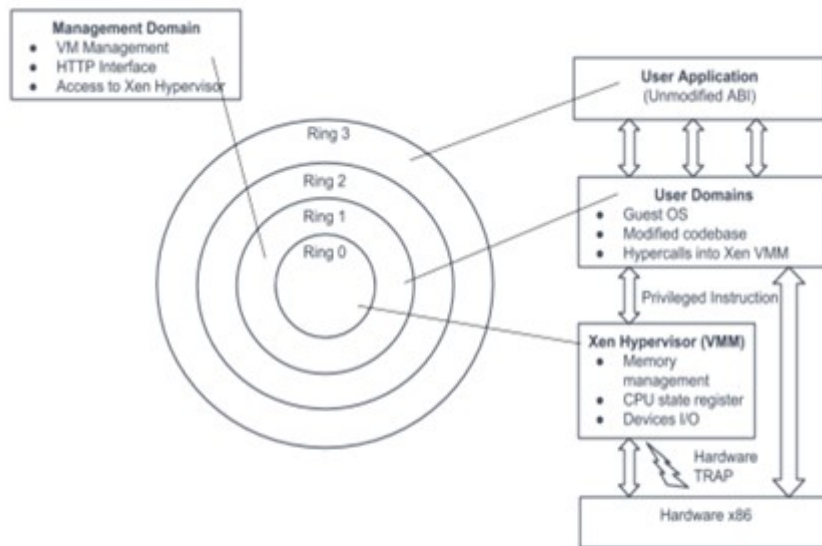 Management Domain
● VM Management
● HTTP Interface
● Access to Xen Hypervisor
Ring 3
Ring 2
Ring 1
Ring 0
User Application
(Unmodified ABI)
User Domains
● Guest OS
● Modified codebase
● Hypercalls into Xen VMM
Privileged Instruction
Xen Hypervisor (VMM)
● Memory
management
● CPU state register
● Devices I/O
Hardware
TRAP
Hardware x86